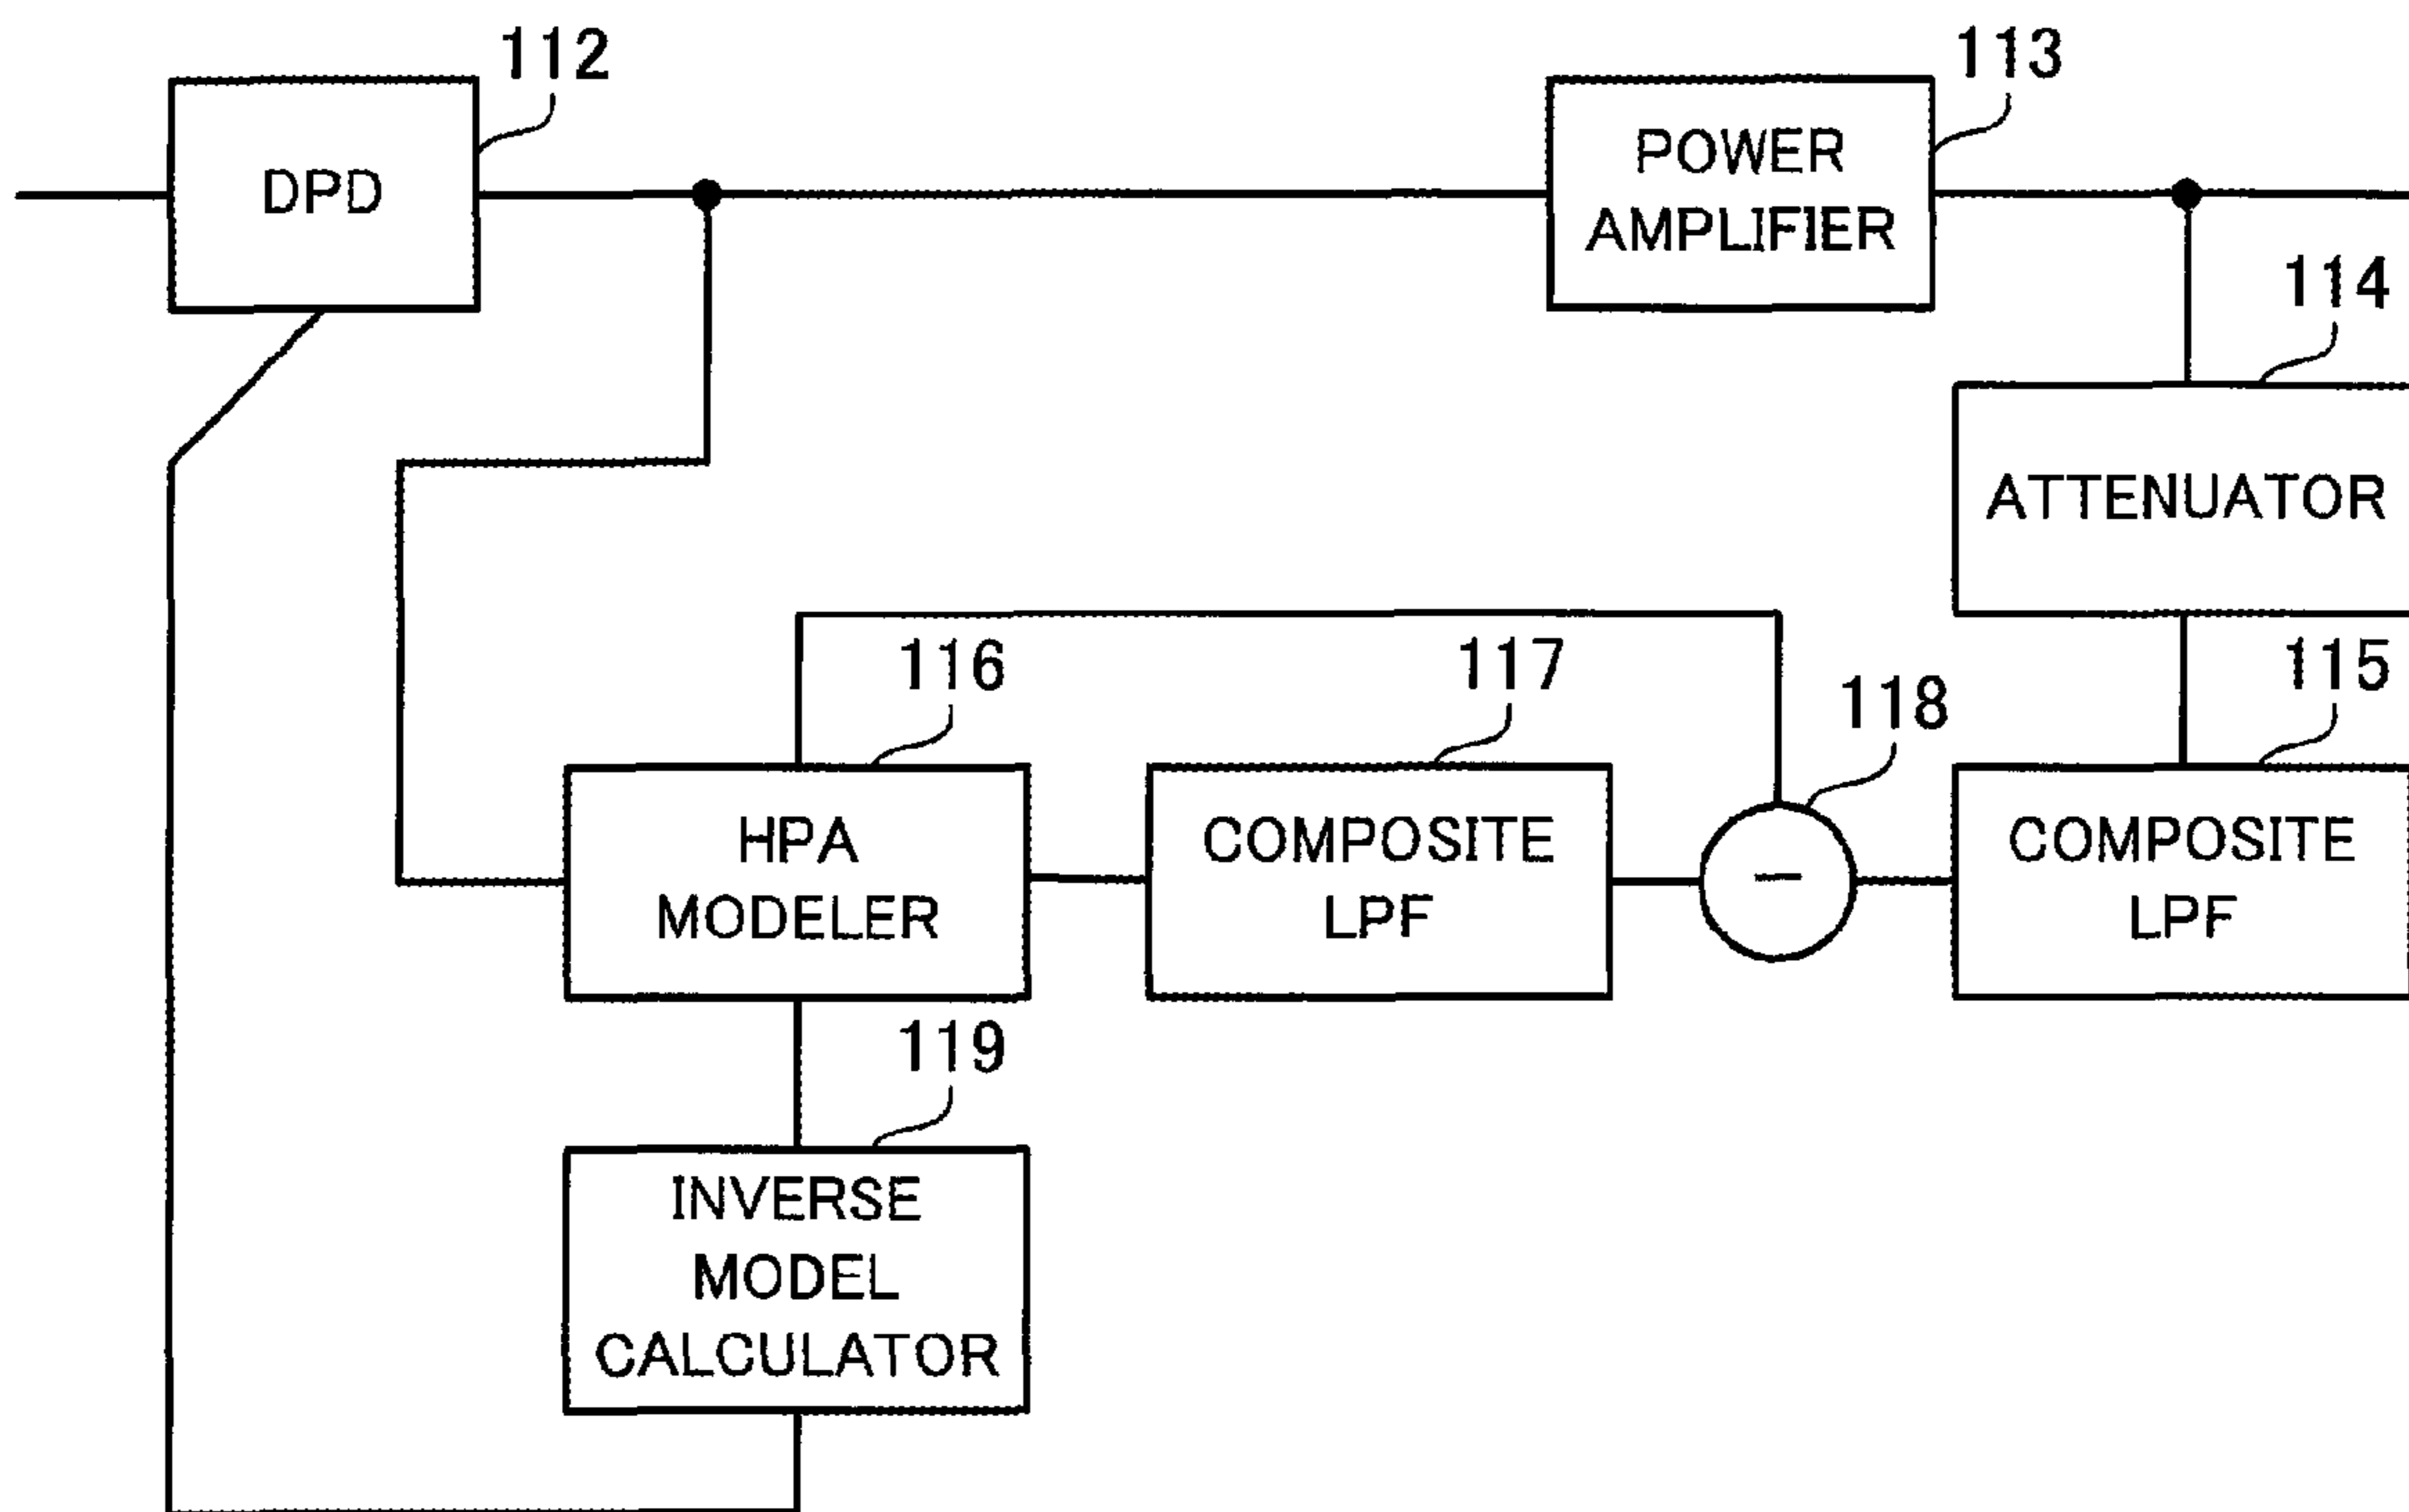 112
113
DPD
POWER
AMPLIFIER
114
ATTENUATOR
116
117
118
115
HPA
MODELER
COMPOSITE
LPF
−
COMPOSITE
LPF
119
INVERSE
MODEL
CALCULATOR